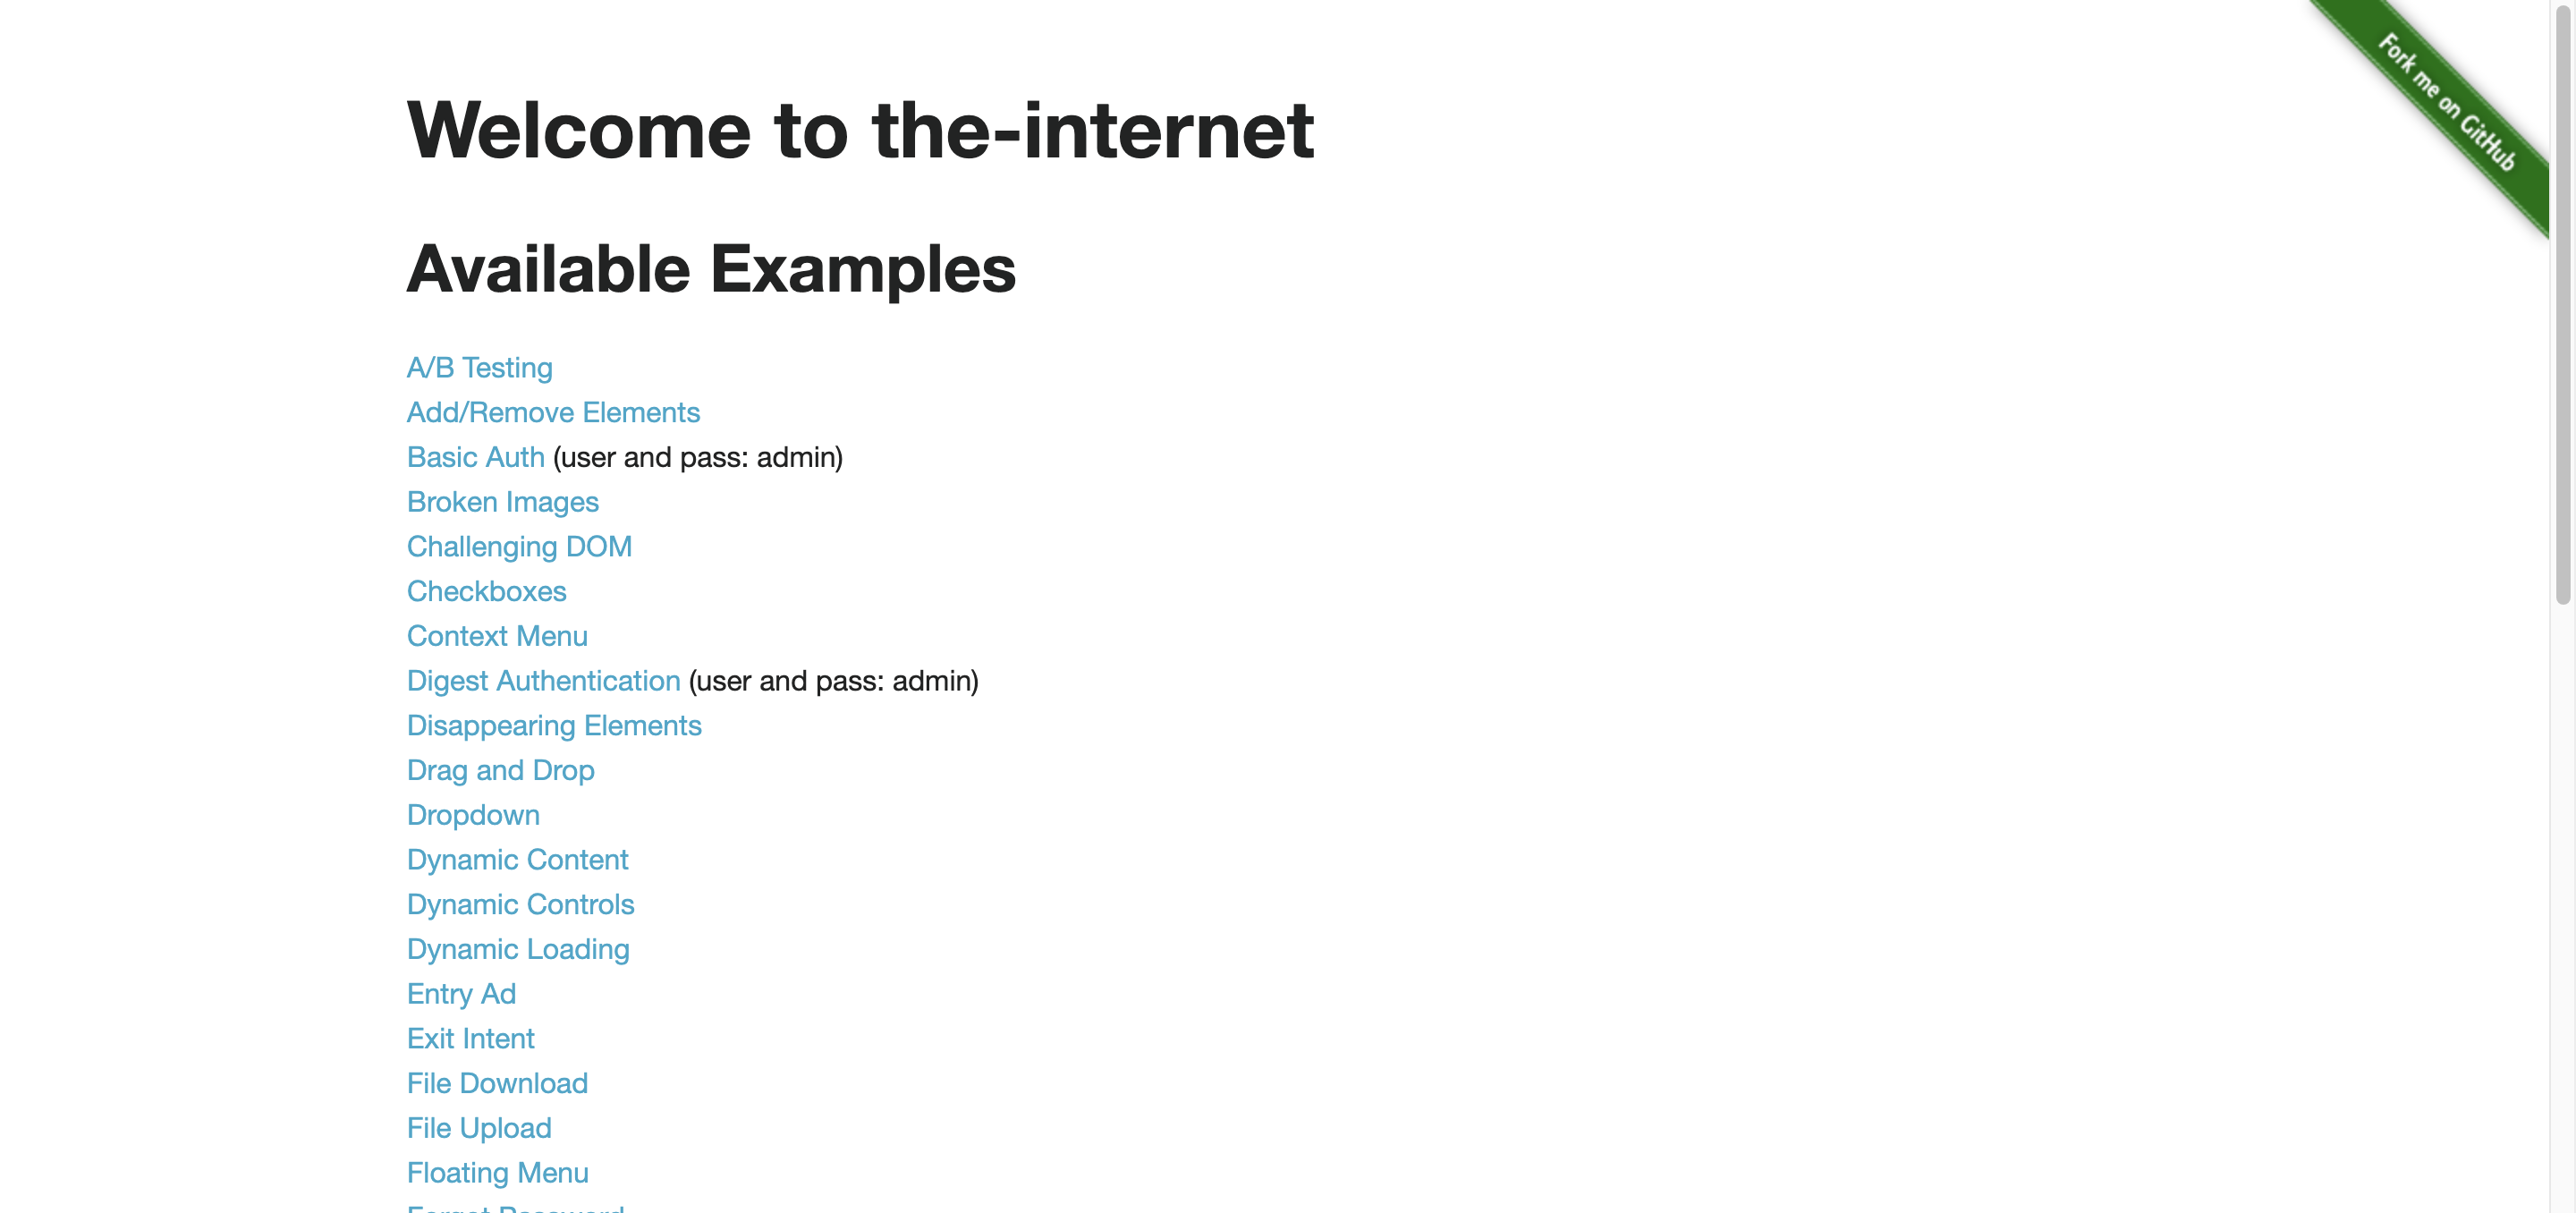 Fork me on GitHub
Welcome to the-internet
Available Examples
A/B Testing
Add/Remove Elements
Basic Auth (user and pass: admin)
Broken Images
Challenging DOM
Checkboxes
Context Menu
Digest Authentication (user and pass: admin)
Disappearing Elements
Drag and Drop
Dropdown
Dynamic Content
Dynamic Controls
Dynamic Loading
Entry Ad
Exit Intent
File Download
File Upload
Floating Menu
Forgot Password